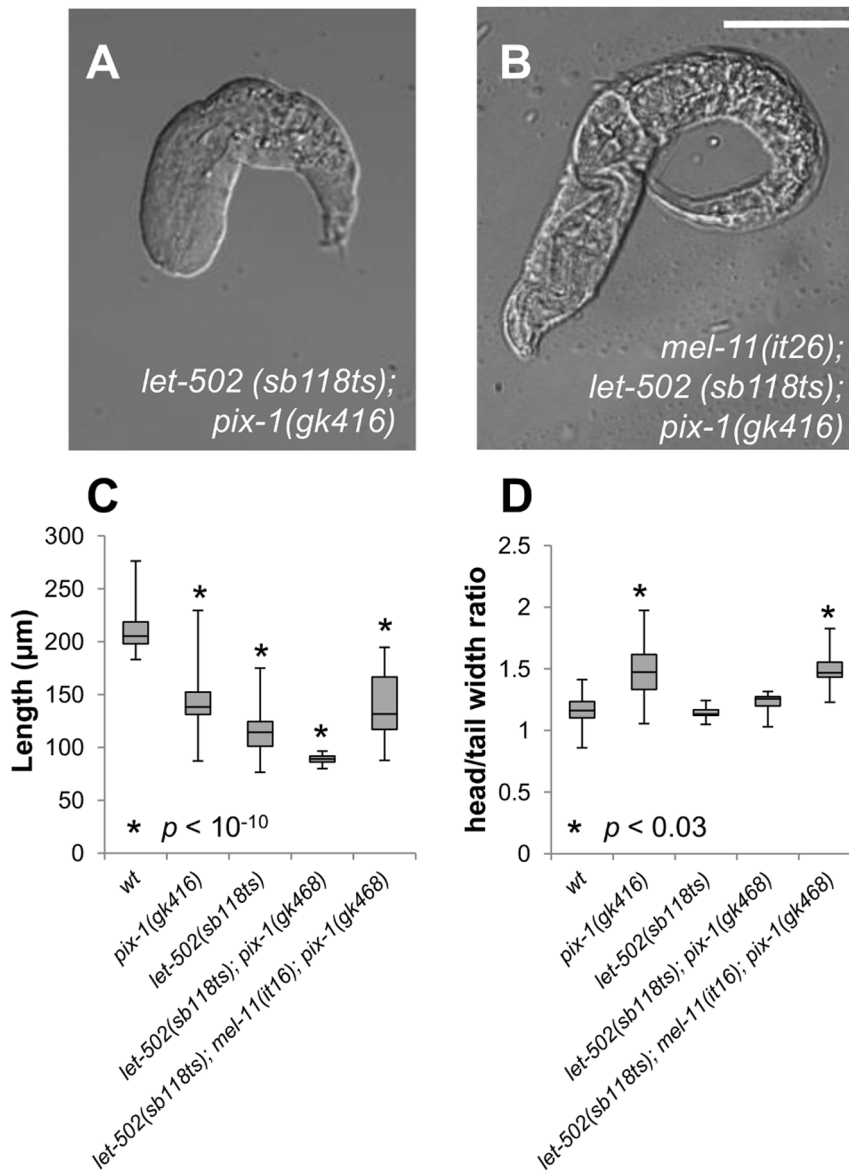 A
let-502 (sb118ts);
pix-1(gk416)
B
mel-11(it26);
let-502 (sb118ts);
pix-1(gk416)
C
Length (µm)
300
250
200
150
100
50
0
*
*
*
*
* p < 10-10
wt
pix-1(gk416)
let-502(sb118ts)
let-502(sb118ts); pix-1(gk468)
let-502(sb118ts); mel-11(it16); pix-1(gk468)
D
head/tail width ratio
2.5
2
1.5
1
0.5
0
*
*
* p < 0.03
wt
pix-1(gk416)
let-502(sb118ts)
let-502(sb118ts); pix-1(gk468)
let-502(sb118ts); mel-11(it16); pix-1(gk468)